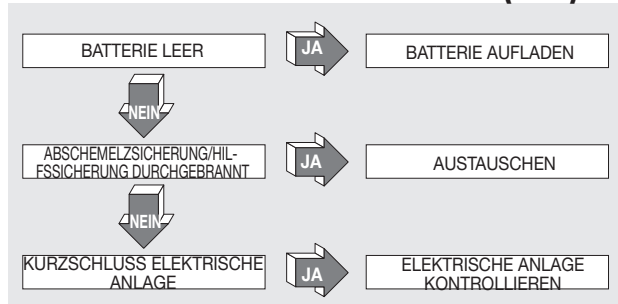 BATTERIE LEER
JA
BATTERIE AUFLADEN
NEIN
ABSCHEMELZSICHERUNG/HIL-
FSSICHERUNG DURCHGEBRANNT
JA
AUSTAUSCHEN
NEIN
KURZSCHLUSS ELEKTRISCHE
ANLAGE
JA
ELEKTRISCHE ANLAGE
KONTROLLIEREN